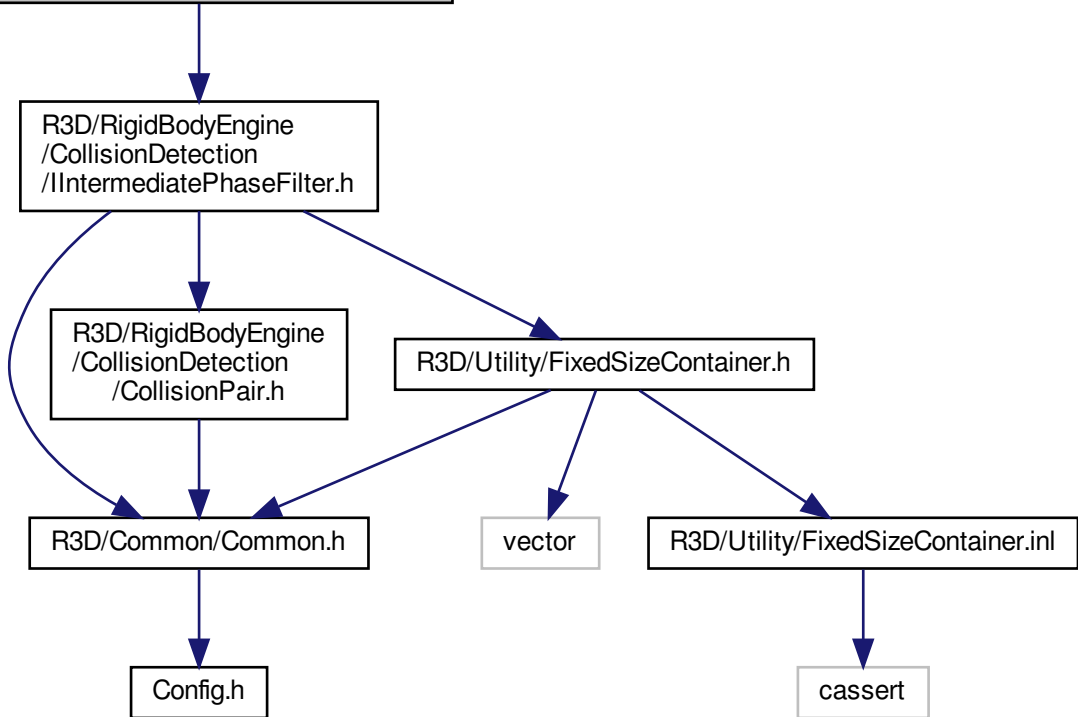 R3D/RigidBodyEngine
/CollisionDetection
/IIntermediatePhaseFilter.h
R3D/RigidBodyEngine
/CollisionDetection
/CollisionPair.h
R3D/Utility/FixedSizeContainer.h
R3D/Common/Common.h
vector
R3D/Utility/FixedSizeContainer.inl
Config.h
cassert